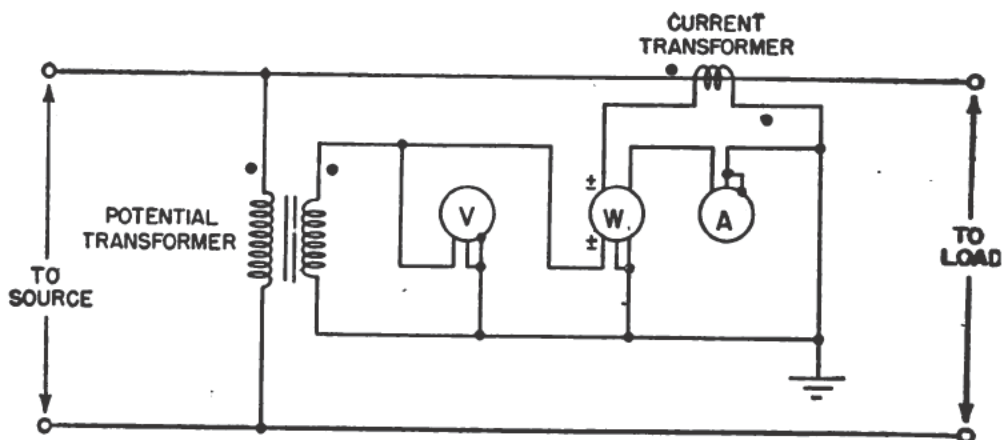 CURRENT
TRANSFORMER
POTENTIAL
TRANSFORMER
TO
SOURCE
V
±
W
±
A
TO
LOAD